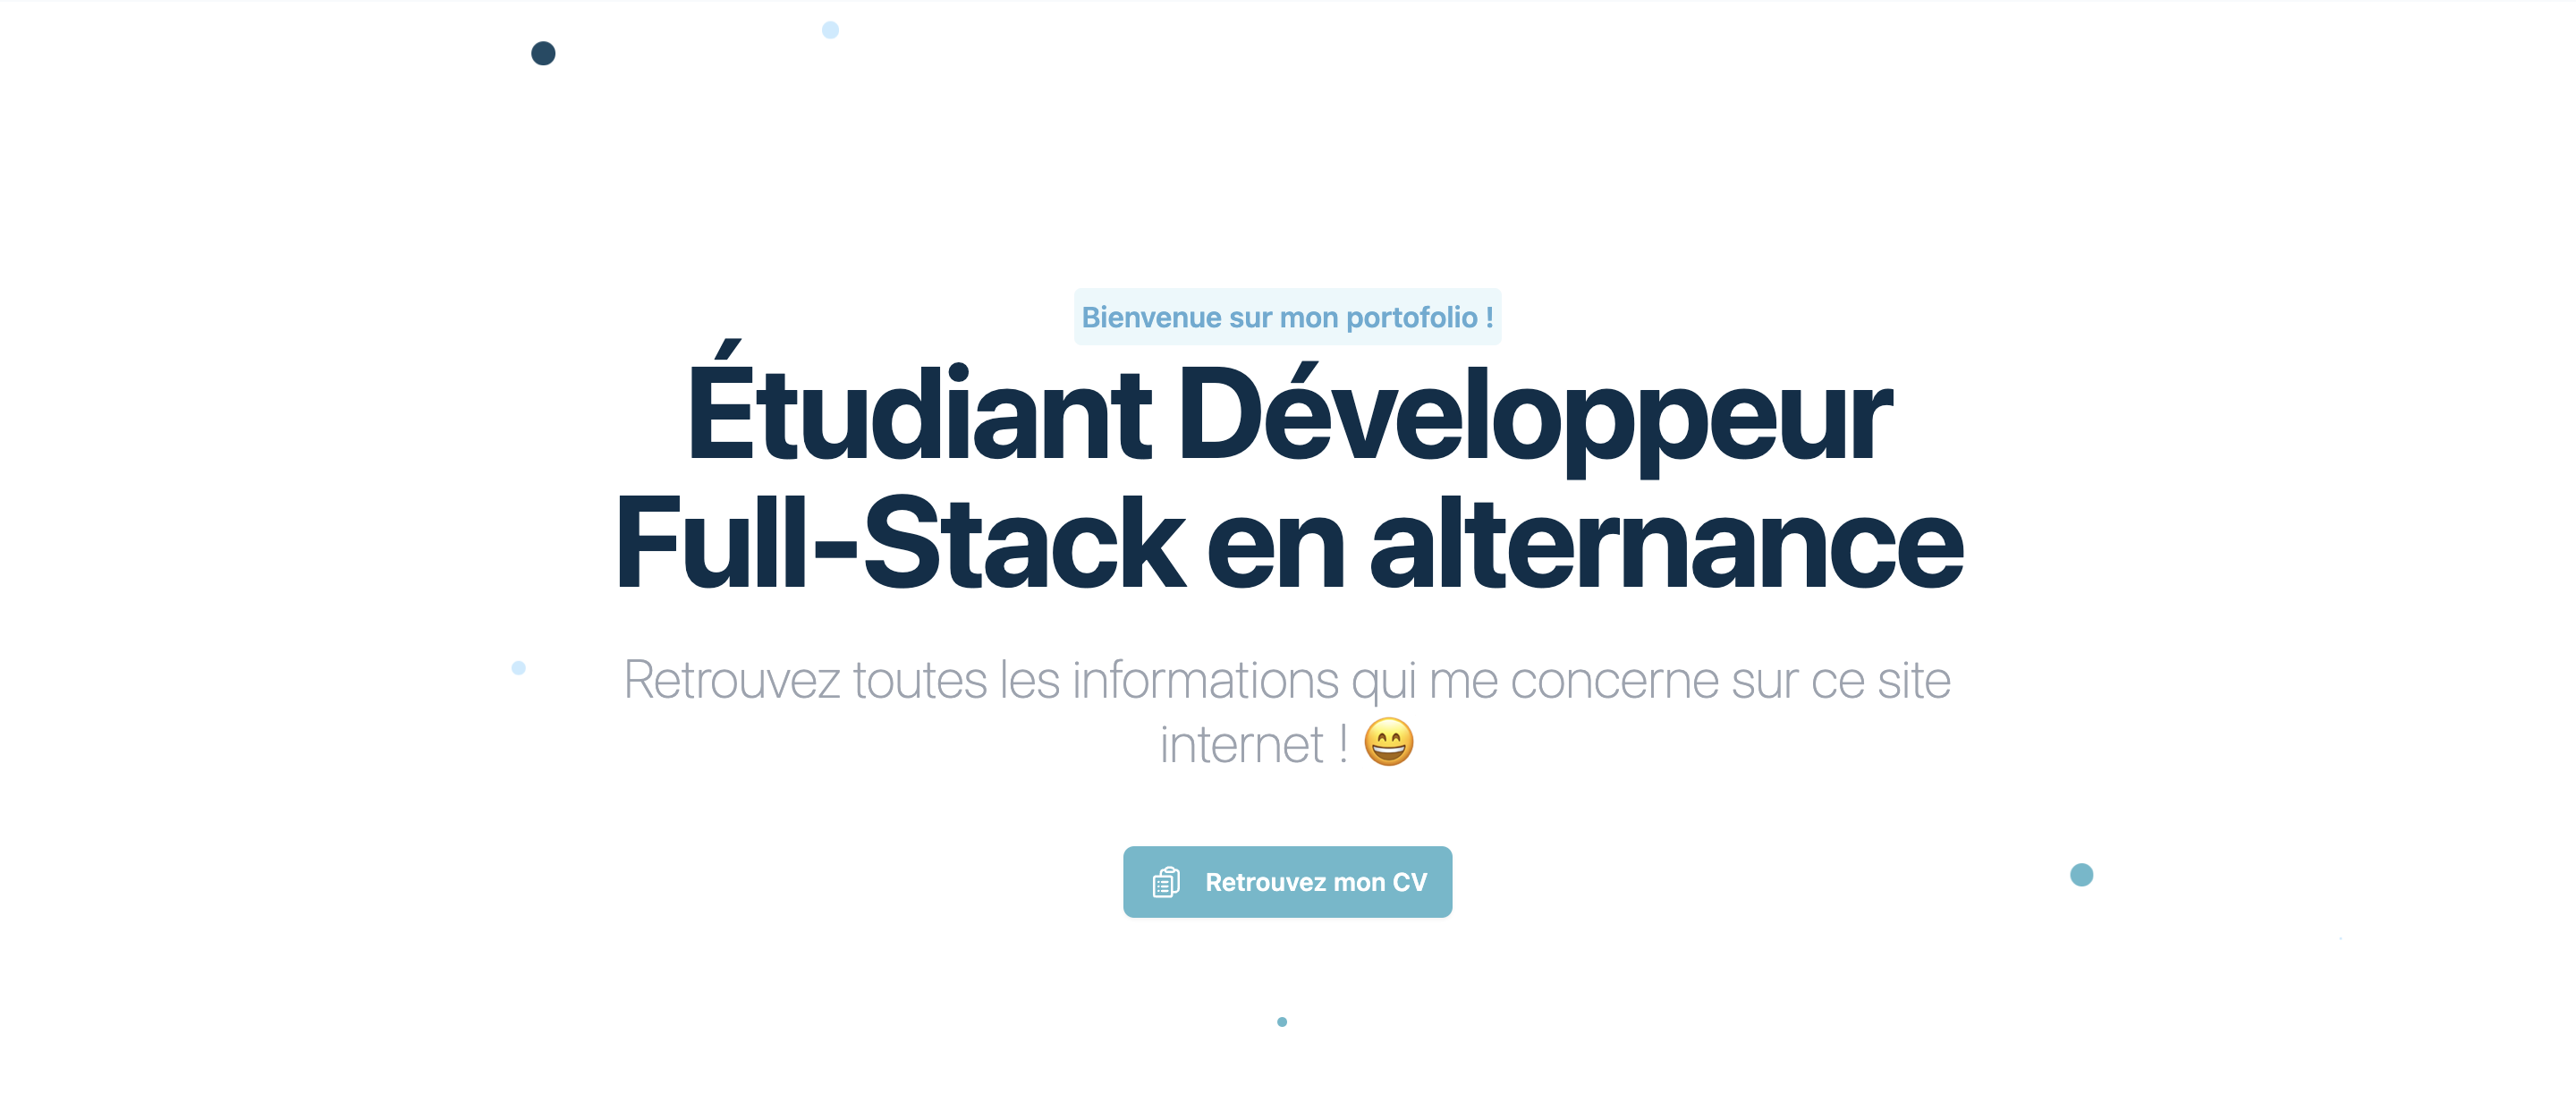 Bienvenue sur mon portofolio !
Étudiant Développeur
Full-Stack en alternance
Retrouvez toutes les informations qui me concerne sur ce site
internet ! 😄
Retrouvez mon CV